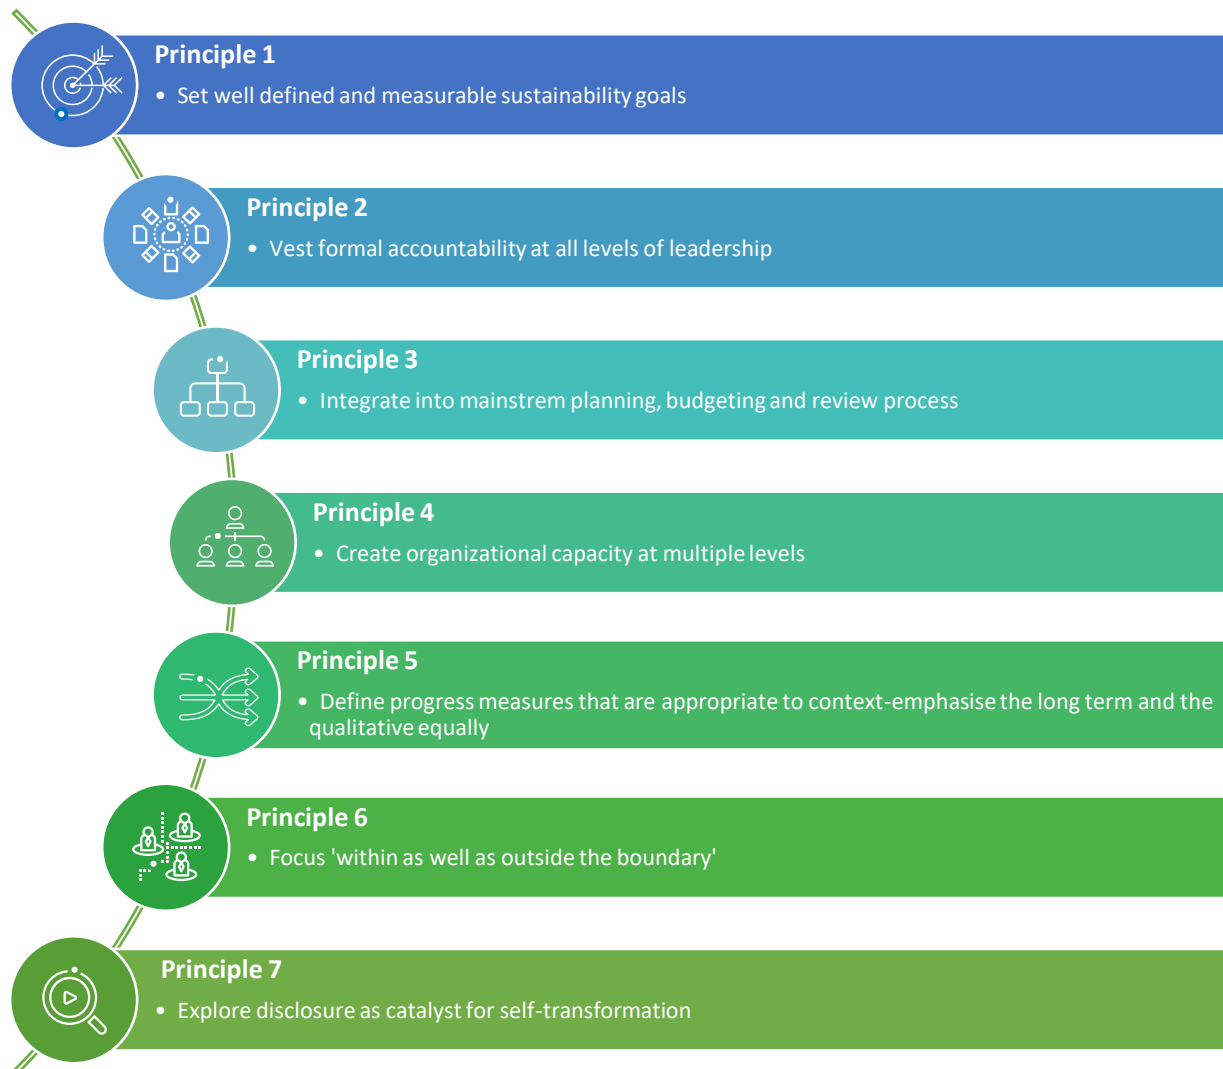 Principle 1
• Set well defined and measurable sustainability goals
Principle 2
• Vest formal accountability at all levels of leadership
Principle 3
• Integrate into mainstrem planning, budgeting and review process
Principle 4
• Create organizational capacity at multiple levels
Principle 5
• Define progress measures that are appropriate to context-emphasise the long term and the
qualitative equally
Principle 6
• Focus 'within as well as outside the boundary'
Principle 7
• Explore disclosure as catalyst for self-transformation